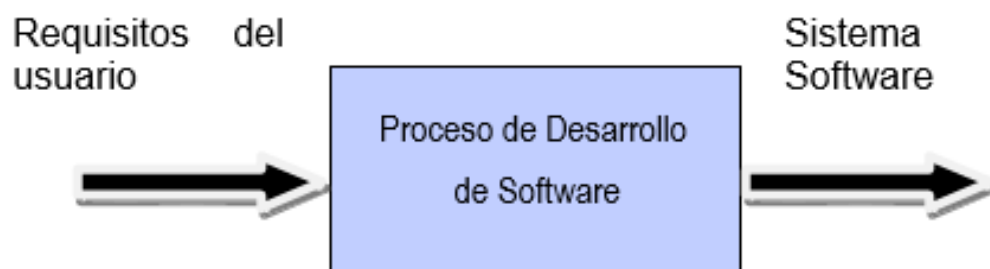 Requisitos del
usuario
Proceso de Desarrollo
de Software
Sistema
Software